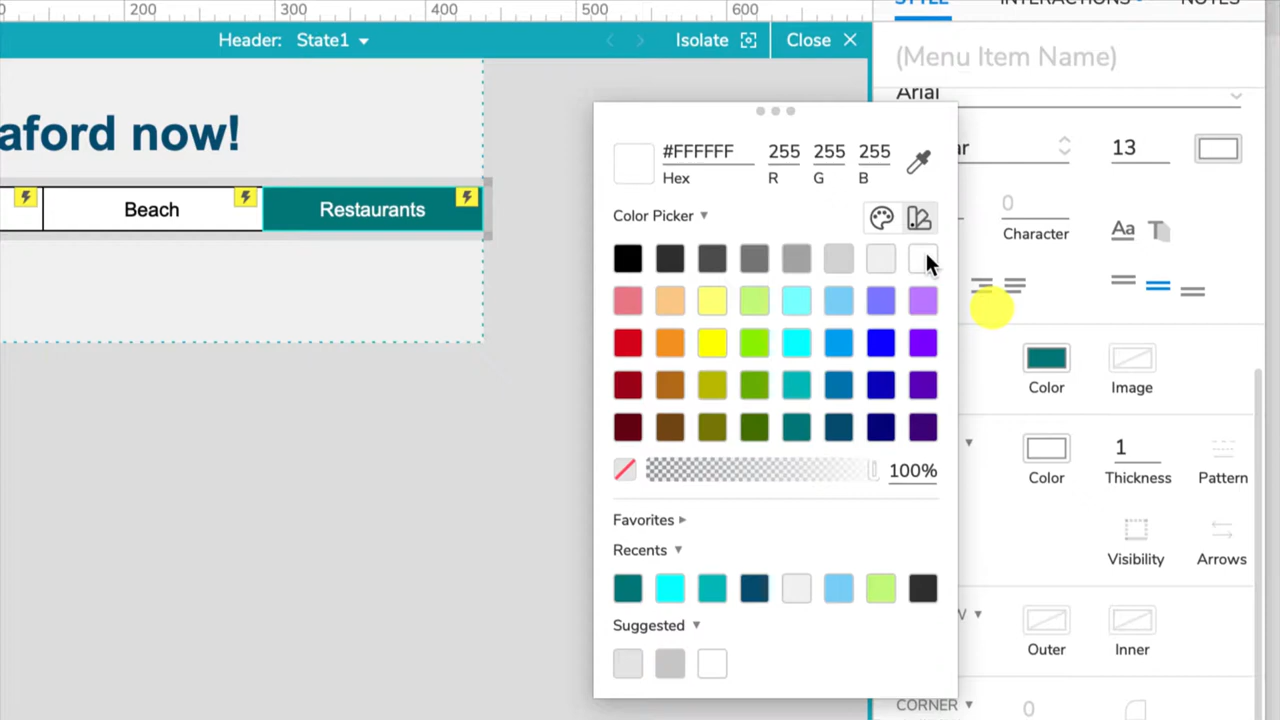 200 300 400 500 600
STYLE INTERACTIONS NOTES
Header: State1 Isolate Close
(Menu Item Name)
Arial
aford now!
#FFFFFF 255 255 255
Hex R G B
ar 13
Beach Restaurants
Color Picker
0
Character
Aa T
Color Image
100%
1
Color Thickness Pattern
Favorites
Recents
Visibility Arrows
Suggested
Outer Inner
CORNER 0